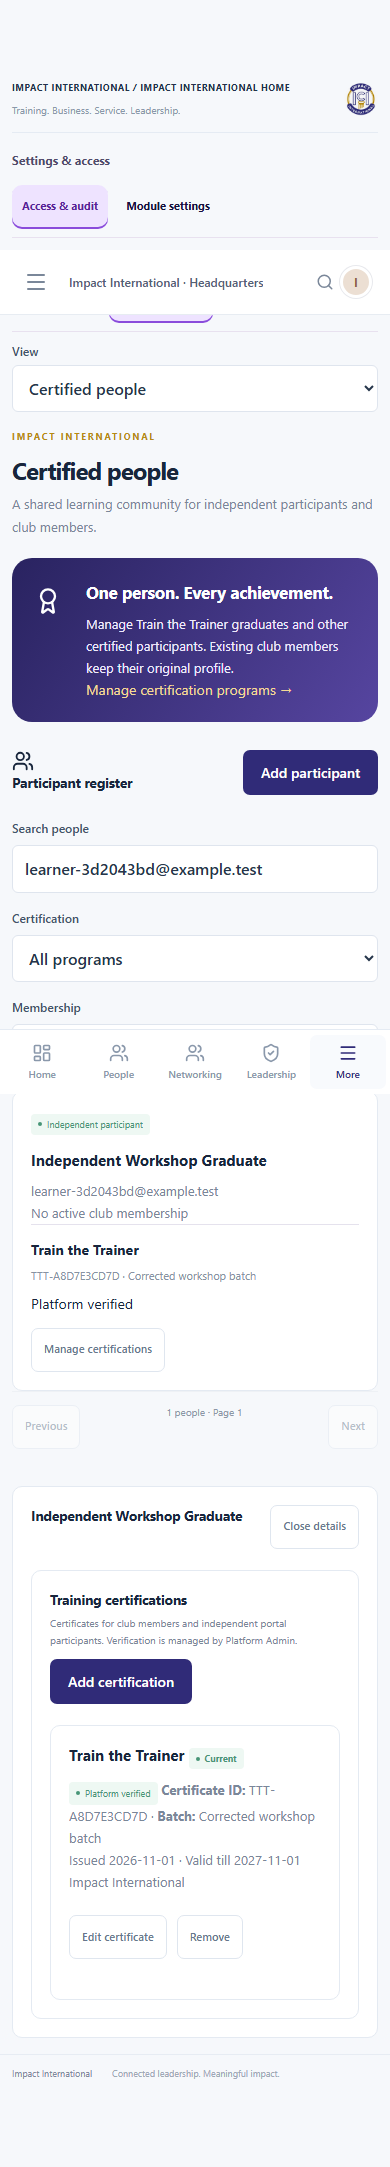 IMPACT INTERNATIONAL / IMPACT INTERNATIONAL HOME
Training. Business. Service. Leadership.
Settings & access
Access & audit
Module settings
Impact International · Headquarters
I
View
Certified people
IMPACT INTERNATIONAL
Certified people
A shared learning community for independent participants and
club members.
One person. Every achievement.
Manage Train the Trainer graduates and other
certified participants. Existing club members
keep their original profile.
Manage certification programs →
Participant register
Add participant
Search people
learner-3d2043bd@example.test
Certification
All programs
Membership
Home
People
Networking
Leadership
More
Independent participant
Independent Workshop Graduate
learner-3d2043bd@example.test
No active club membership
Train the Trainer
TTT-A8D7E3CD7D · Corrected workshop batch
Platform verified
Manage certifications
Previous
1 people · Page 1
Next
Independent Workshop Graduate
Close details
Training certifications
Certificates for club members and independent portal
participants. Verification is managed by Platform Admin.
Add certification
Train the Trainer
Current
Platform verified Certificate ID: TTT-
A8D7E3CD7D · Batch: Corrected workshop
batch
Issued 2026-11-01 · Valid till 2027-11-01
Impact International
Edit certificate
Remove
Impact International
Connected leadership. Meaningful impact.